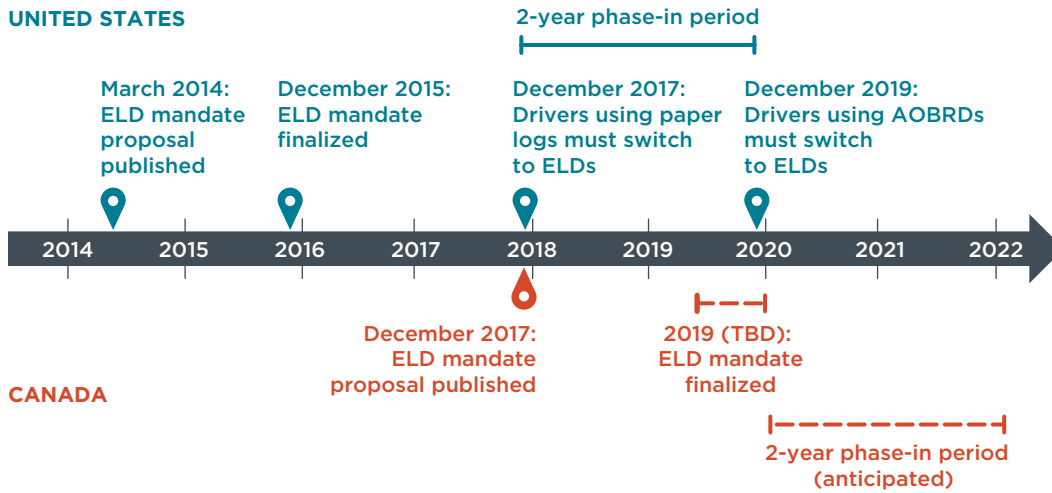 UNITED STATES
2-year phase-in period
March 2014:
ELD mandate
proposal
published
December 2015:
ELD mandate
finalized
December 2017:
Drivers using paper
logs must switch
to ELDs
December 2019:
Drivers using AOBRDs
must switch
to ELDs
2014 2015 2016 2017 2018 2019 2020 2021 2022
December 2017:
ELD mandate
proposal published
2019 (TBD):
ELD mandate
finalized
CANADA
2-year phase-in period
(anticipated)